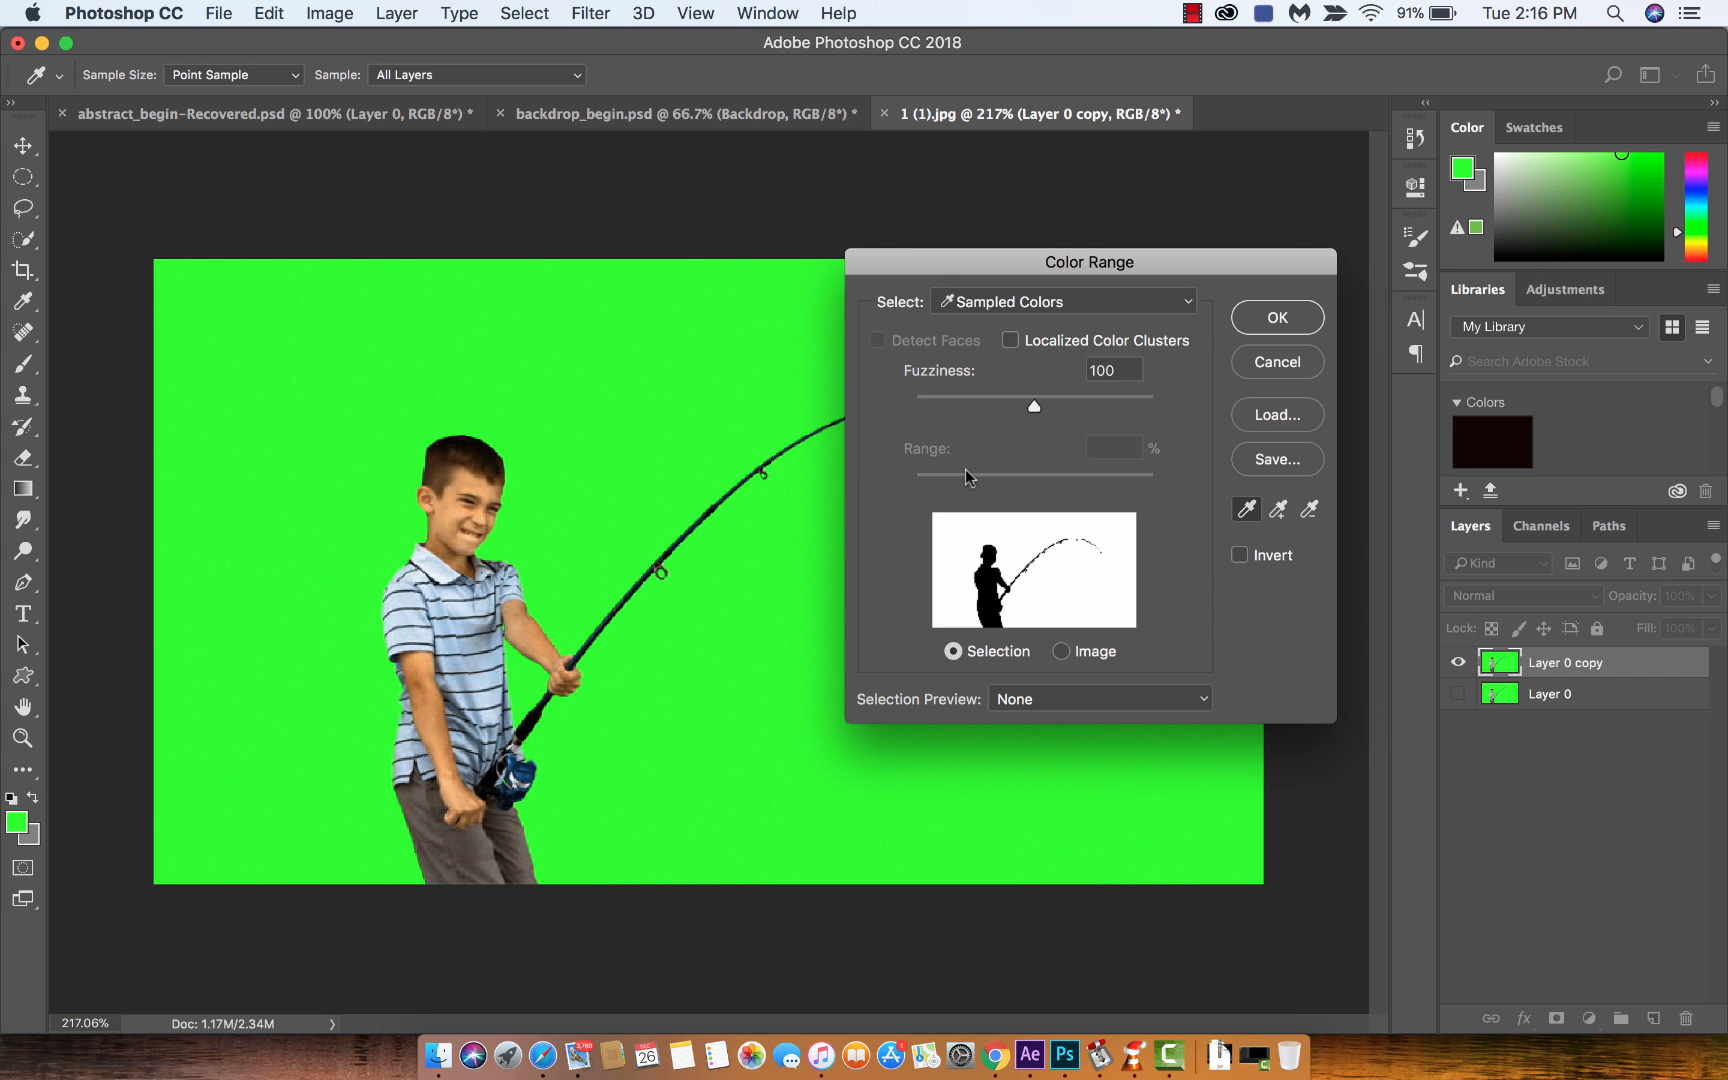 Photoshop CC File Edit Image Layer Type Select Filter 3D View Window Help 91% Tue 2:16 PM
Adobe Photoshop CC 2018
Sample Size: Point Sample Sample: All Layers
abstract_begin-Recovered.psd @ 100% (Layer 0, RGB/8*) * backdrop_begin.psd @ 66.7% (Backdrop, RGB/8*) * 1 (1).jpg @ 217% (Layer 0 copy, RGB/8*) *
Color Swatches
Color Range
Select: Sampled Colors OK
Detect Faces Localized Color Clusters
Fuzziness: 100 Cancel
Load...
Range: %
Save...
Invert
Selection Image
Selection Preview: None
Libraries Adjustments
My Library
Search Adobe Stock
Colors
Layers Channels Paths
Kind
Normal Opacity: 100%
Lock: Fill: 100%
Layer 0 copy
Layer 0
217.06% Doc: 1.17M/2.34M
3,769 DEC 26 1 Ae Ps